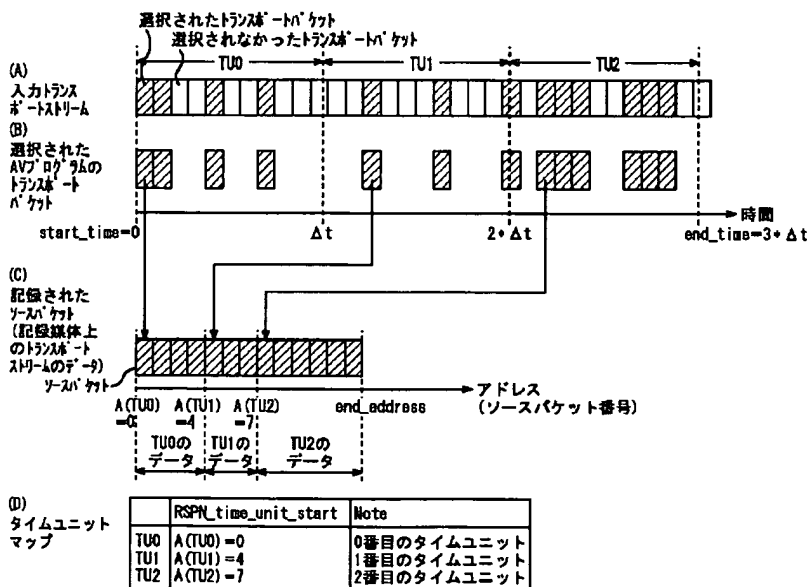 選択されたトランスポートパケット
選択されなかったトランスポートパケット
TU0 TU1 TU2
(A)
入力トランス
ポートストリーム
(B)
選択された
AVプログラムの
トランスポート
パケット
時間
start_time=0 Δt 2*Δt end_time=3*Δt
(C)
記録された
ソースパケット
(記録媒体上
のトランスポート
ストリームのデータ)
ソースパケット
アドレス
(ソースパケット番号)
A(TU0) A(TU1) A(TU2) end_address
=0 =4 =7
TU0の TU1の TU2の
データ データ データ
(D)
タイムユニット
マップ
RSPN_time_unit_start Note
TU0 A(TU0)=0 0番目のタイムユニット
TU1 A(TU1)=4 1番目のタイムユニット
TU2 A(TU2)=7 2番目のタイムユニット